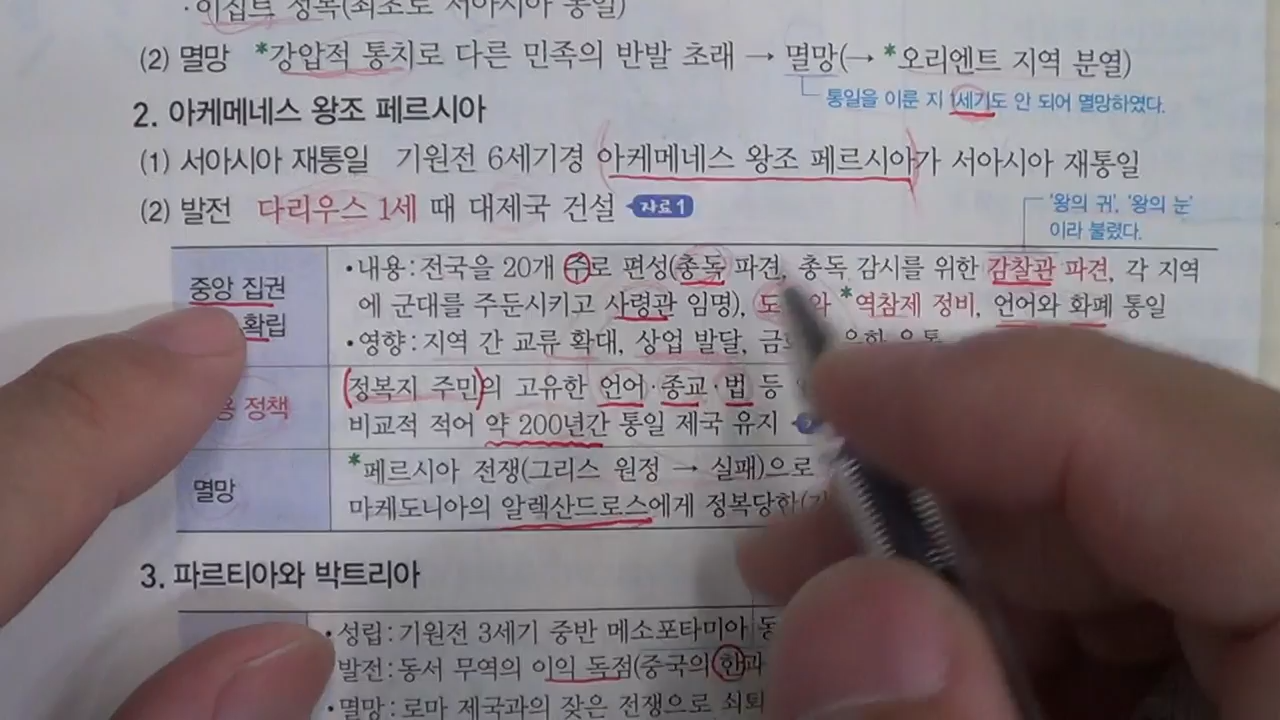 · 이집트 정복(최초로 서아시아 통일)
(2) 멸망 *강압적 통치로 다른 민족의 반발 초래 → 멸망(→ *오리엔트 지역 분열)
통일을 이룬 지 1세기도 안 되어 멸망하였다.
2. 아케메네스 왕조 페르시아
(1) 서아시아 재통일 기원전 6세기경 아케메네스 왕조 페르시아가 서아시아 재통일
(2) 발전 다리우스 1세 때 대제국 건설 자료1
'왕의 귀', '왕의 눈'
이라 불렸다.
중앙 집권
확립
• 내용: 전국을 20개 주로 편성(총독 파견, 총독 감시를 위한 감찰관 파견, 각 지역
에 군대를 주둔시키고 사령관 임명), 도 와 *역참제 정비, 언어와 화폐 통일
• 영향: 지역 간 교류 확대, 상업 발달, 금
정책
정복지 주민의 고유한 언어·종교·법 등
비교적 적어 약 200년간 통일 제국 유지
멸망
*페르시아 전쟁(그리스 원정 → 실패)으로
마케도니아의 알렉산드로스에게 정복당함(
3. 파르티아와 박트리아
• 성립: 기원전 3세기 중반 메소포타미아 동
발전: 동서 무역의 이익 독점(중국의 한과
• 멸망: 로마 제국과의 잦은 전쟁으로 쇠퇴